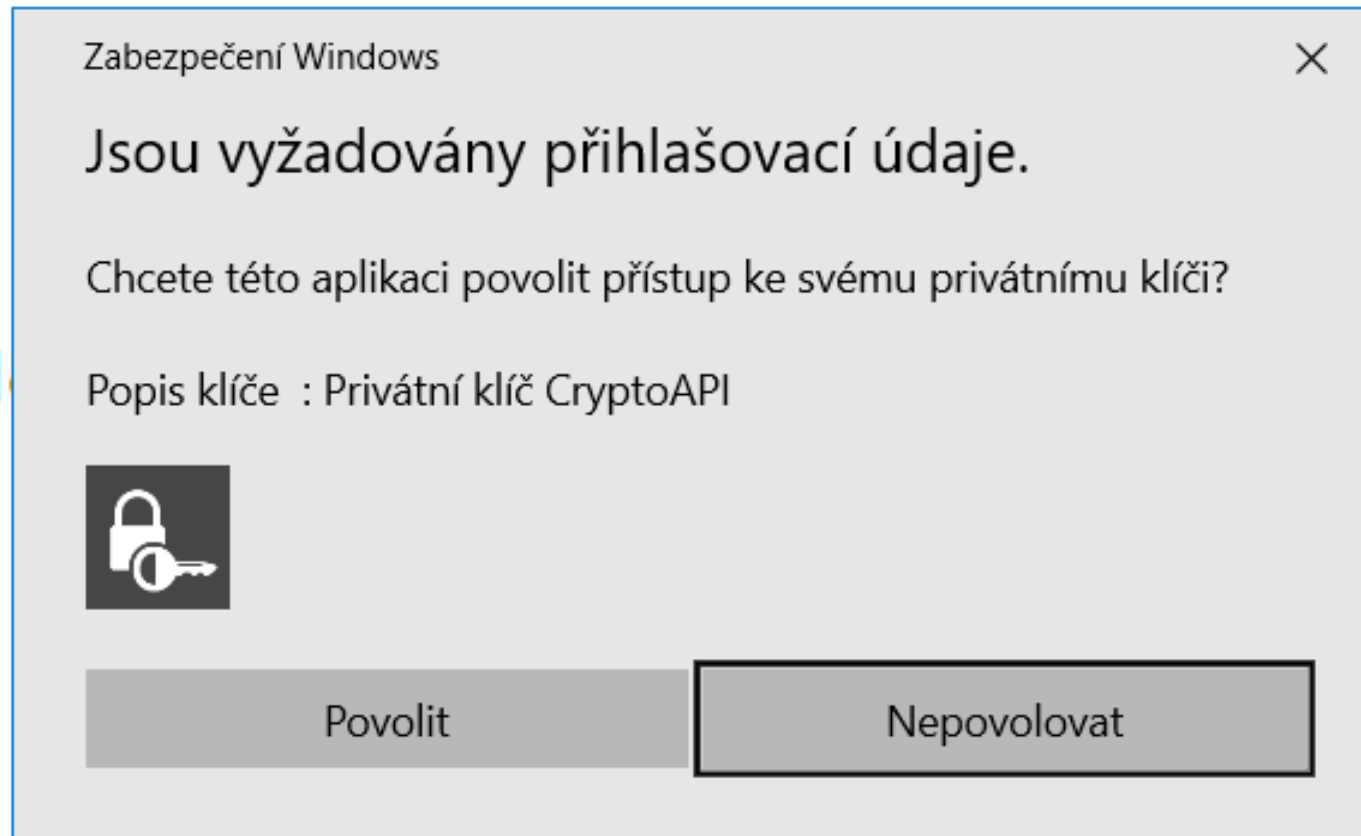 Zabezpečení Windows
Jsou vyžadovány přihlašovací údaje.
Chcete této aplikaci povolit přístup ke svému privátnímu klíči?
Popis klíče : Privátní klíč CryptoAPI
Povolit
Nepovolovat